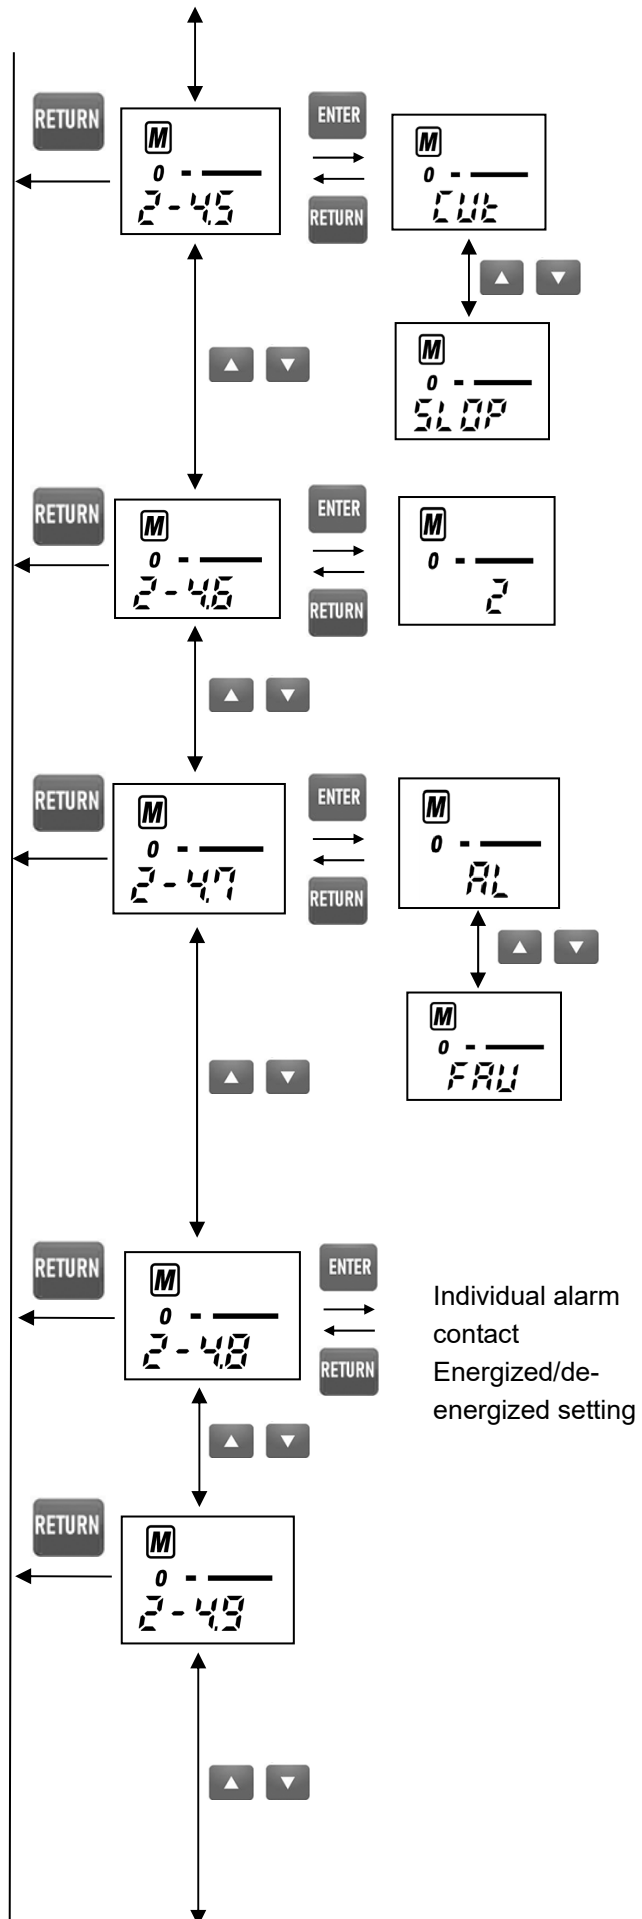 RETURN
M
0
2-4.5
ENTER
RETURN
M
0
CUt
M
0
SLOP
RETURN
M
0
2-4.6
ENTER
RETURN
M
0
2
RETURN
M
0
2-4.7
ENTER
RETURN
M
0
AL
M
0
FAU
RETURN
M
0
2-4.8
ENTER
RETURN
Individual alarm
contact
Energized/de-
energized setting
RETURN
M
0
2-4.9